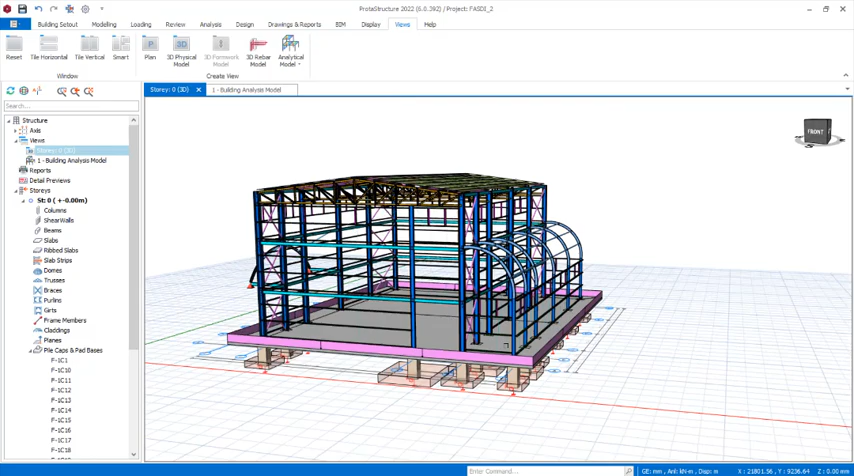 ProtaStructure 2022 (6.0.392) / Project: FASDI_2
Building Setout Modeling Loading Review Analysis Design Drawings & Reports BIM Display Views Help
Reset Tile Horizontal Tile Vertical Smart Plan 3D Physical Model 3D Formwork Model 3D Rebar Model Analytical Model
Window Create View
Storey: 0 (3D) 1 - Building Analysis Model
Search...
Structure
Axis
Views
Storey: 0 (3D)
1 - Building Analysis Model
Reports
Detail Previews
Storeys
St: 0 ( +-0.00m)
Columns
ShearWalls
Beams
Slabs
Ribbed Slabs
Slab Strips
Domes
Trusses
Braces
Purlins
Girts
Frame Members
Claddings
Planes
Pile Caps & Pad Bases
F-1C1
F-1C10
F-1C11
F-1C12
F-1C13
F-1C14
F-1C15
F-1C16
F-1C17
F-1C18
FRONT
Enter Command...
GE: mm, Anl: kN-m, Disp: m X : 21801.56 Y : 9236.64 Z : 0.00 mm